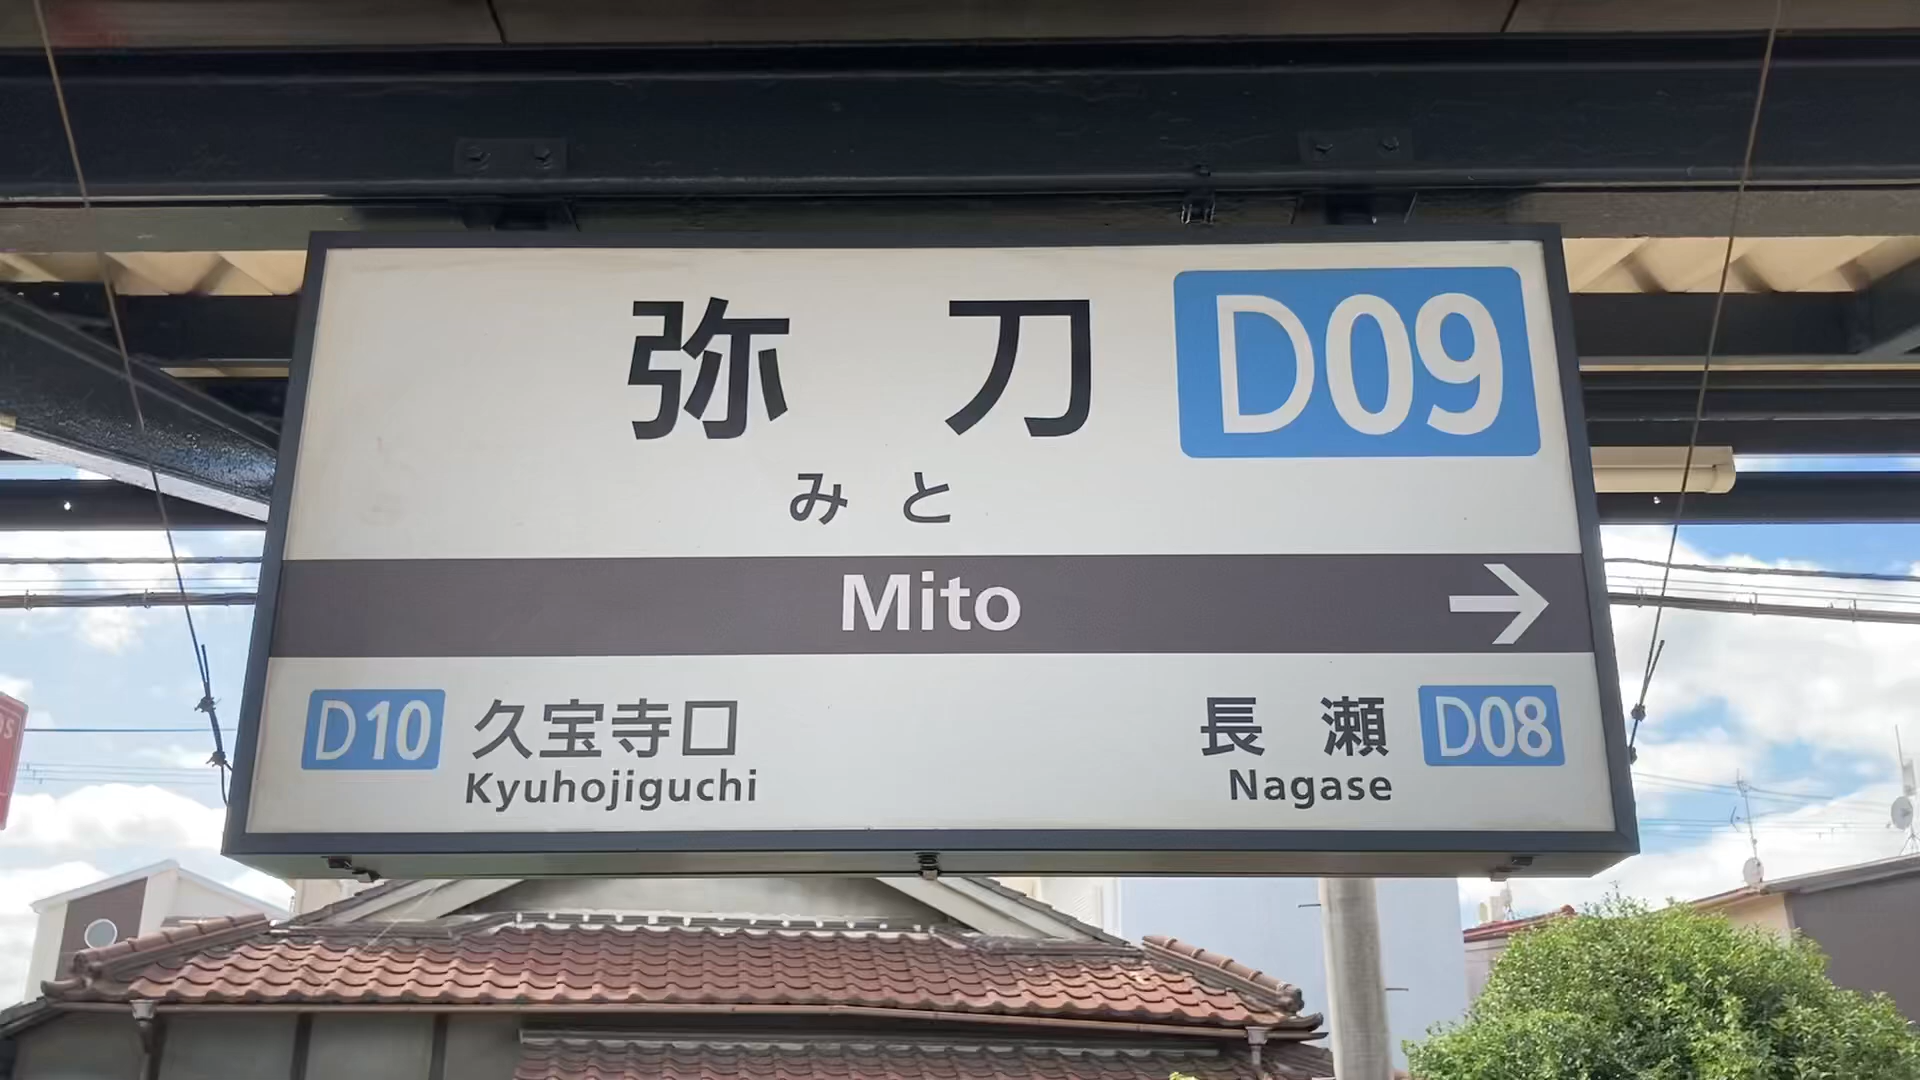 弥刀 D09
みと
Mito →
D10 久宝寺口 長瀬 D08
Kyuhojiguchi Nagase